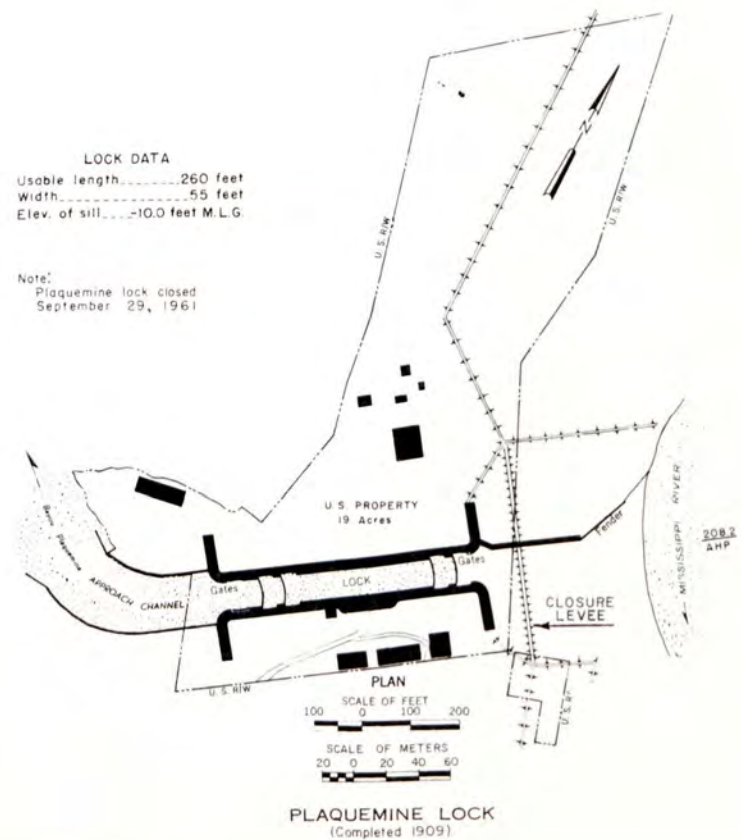 LOCK DATA
Usable length 260 feet
Width 55 feet
Elev. of sill -10.0 feet M.L.G.
Note:
Plaquemine lock closed
September 29, 1961
N
U.S. R/W
U.S. R/W
U.S. PROPERTY
19 Acres
Fender
MISSISSIPPI RIVER
208.2
AHP
Bayou Plaquemine
APPROACH CHANNEL
Gates
LOCK
Gates
CLOSURE
LEVEE
U.S. R/W
U.S. R
PLAN
SCALE OF FEET
100 0 100 200
SCALE OF METERS
20 0 20 40 60
PLAQUEMINE LOCK
(Completed 1909)